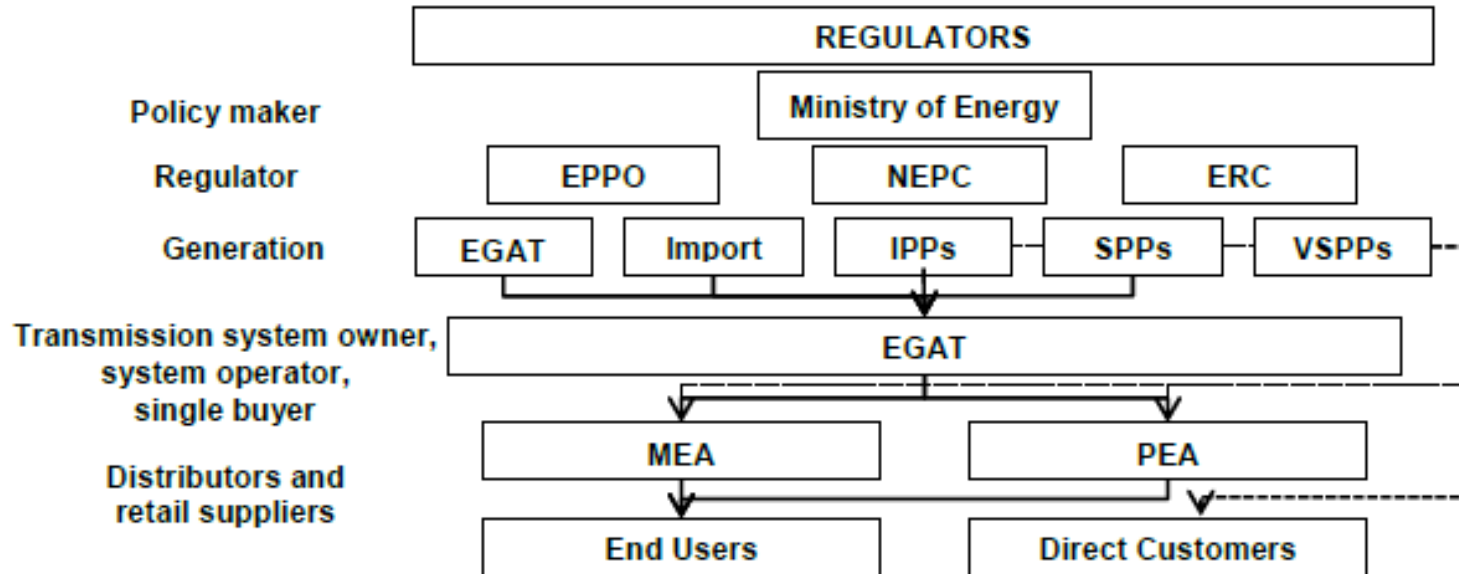 REGULATORS
Policy maker
Ministry of Energy
Regulator
EPPO
NEPC
ERC
Generation
EGAT
Import
IPPs
SPPs
VSPPs
Transmission system owner,
system operator,
single buyer
EGAT
MEA
PEA
Distributors and
retail suppliers
End Users
Direct Customers